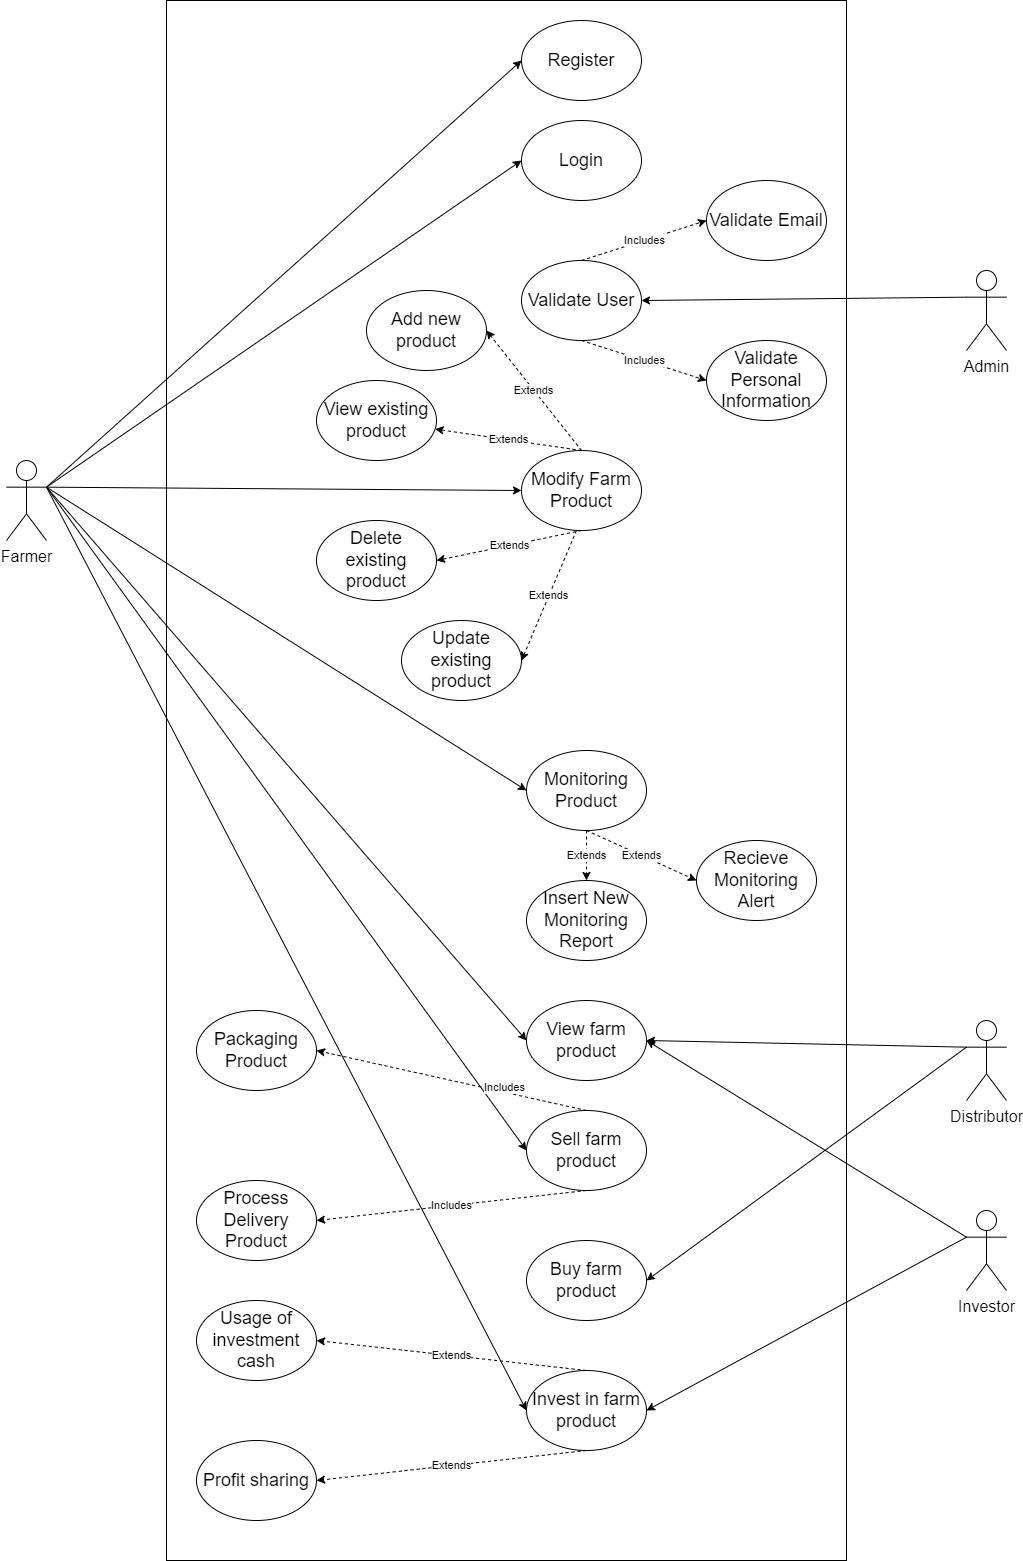 Register
Login
Validate Email
Includes
Validate User
Admin
Includes
Validate
Personal
Information
Add new
product
Extends
View existing
product
Extends
Modify Farm
Product
Farmer
Delete
existing
product
Extends
Extends
Update
existing
product
Monitoring
Product
Extends
Extends
Recieve
Monitoring
Alert
Insert New
Monitoring
Report
View farm
product
Packaging
Product
Includes
Distributor
Sell farm
product
Process
Delivery
Product
Includes
Buy farm
product
Investor
Usage of
investment
cash
Extends
Invest in farm
product
Extends
Profit sharing